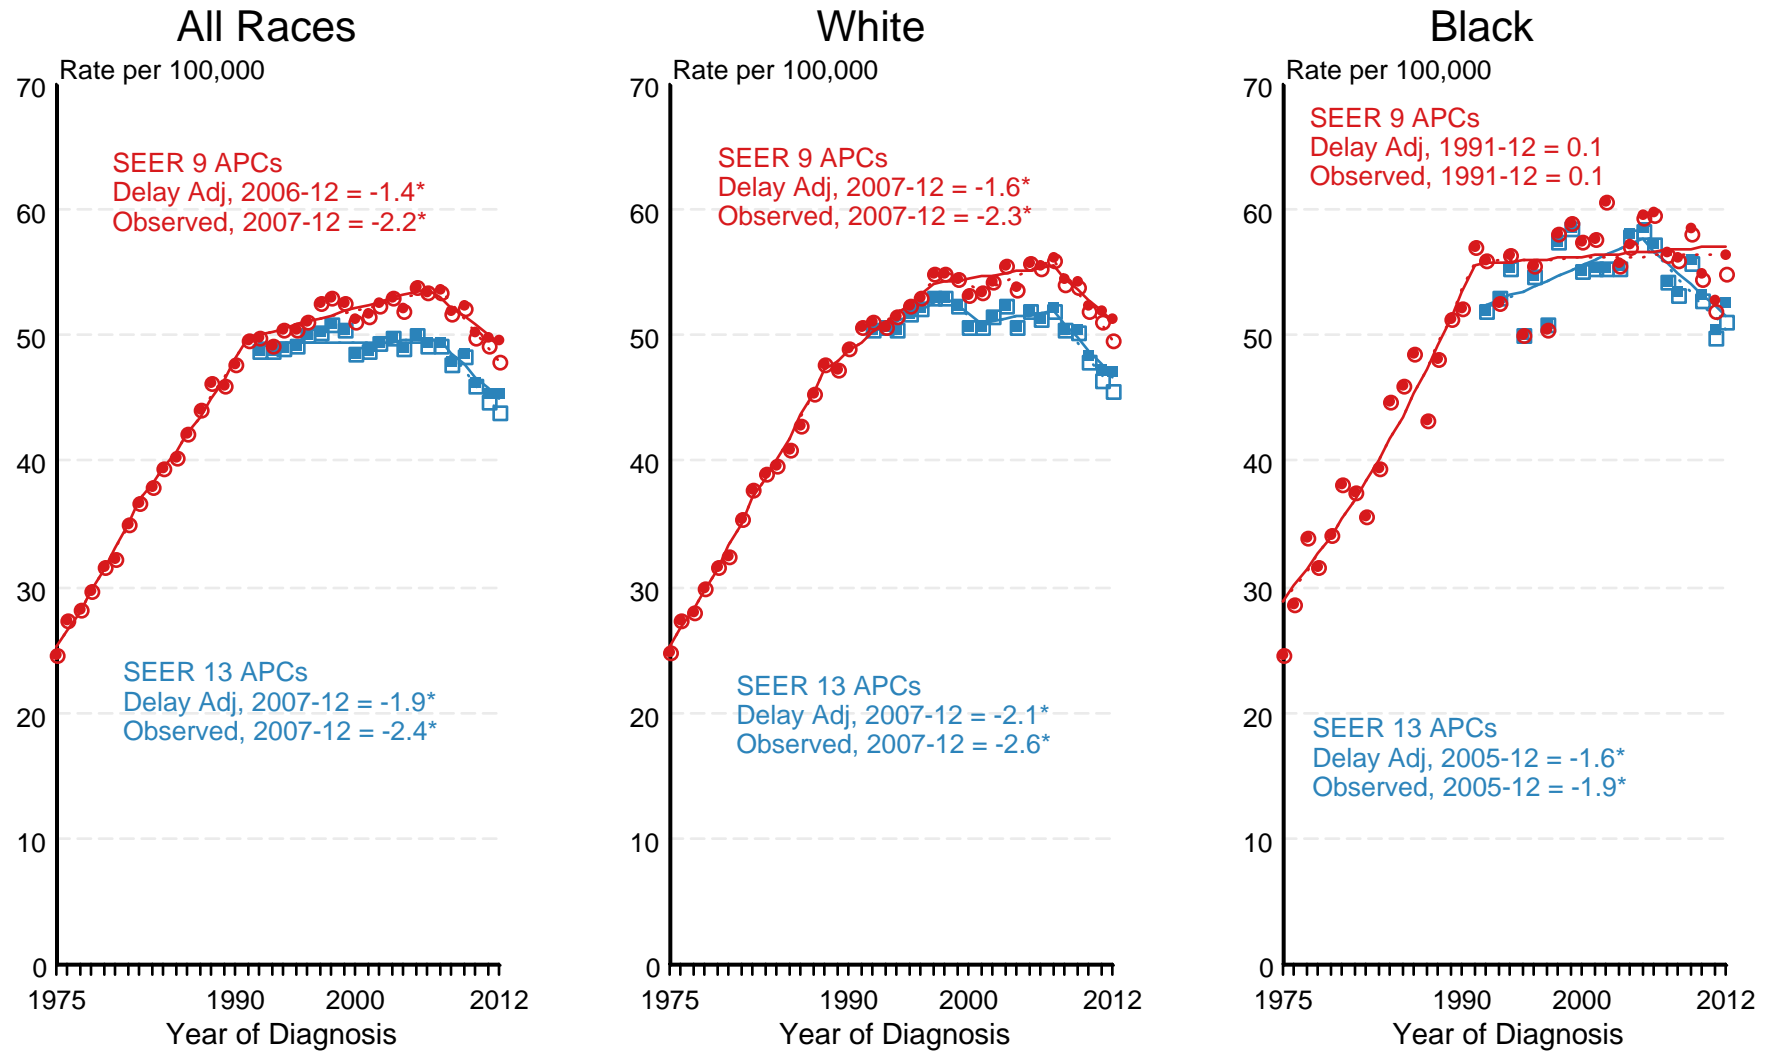 All Races
Rate per 100,000
70
60
50
40
30
20
10
0
SEER 9 APCs
Delay Adj, 2006-12 = -1.4*
Observed, 2007-12 = -2.2*
SEER 13 APCs
Delay Adj, 2007-12 = -1.9*
Observed, 2007-12 = -2.4*
1975 1990 2000 2012
Year of Diagnosis
White
Rate per 100,000
70
60
50
40
30
20
10
0
SEER 9 APCs
Delay Adj, 2007-12 = -1.6*
Observed, 2007-12 = -2.3*
SEER 13 APCs
Delay Adj, 2007-12 = -2.1*
Observed, 2007-12 = -2.6*
1975 1990 2000 2012
Year of Diagnosis
Black
Rate per 100,000
70
60
50
40
30
20
10
0
SEER 9 APCs
Delay Adj, 1991-12 = 0.1
Observed, 1991-12 = 0.1
SEER 13 APCs
Delay Adj, 2005-12 = -1.6*
Observed, 2005-12 = -1.9*
1975 1990 2000 2012
Year of Diagnosis